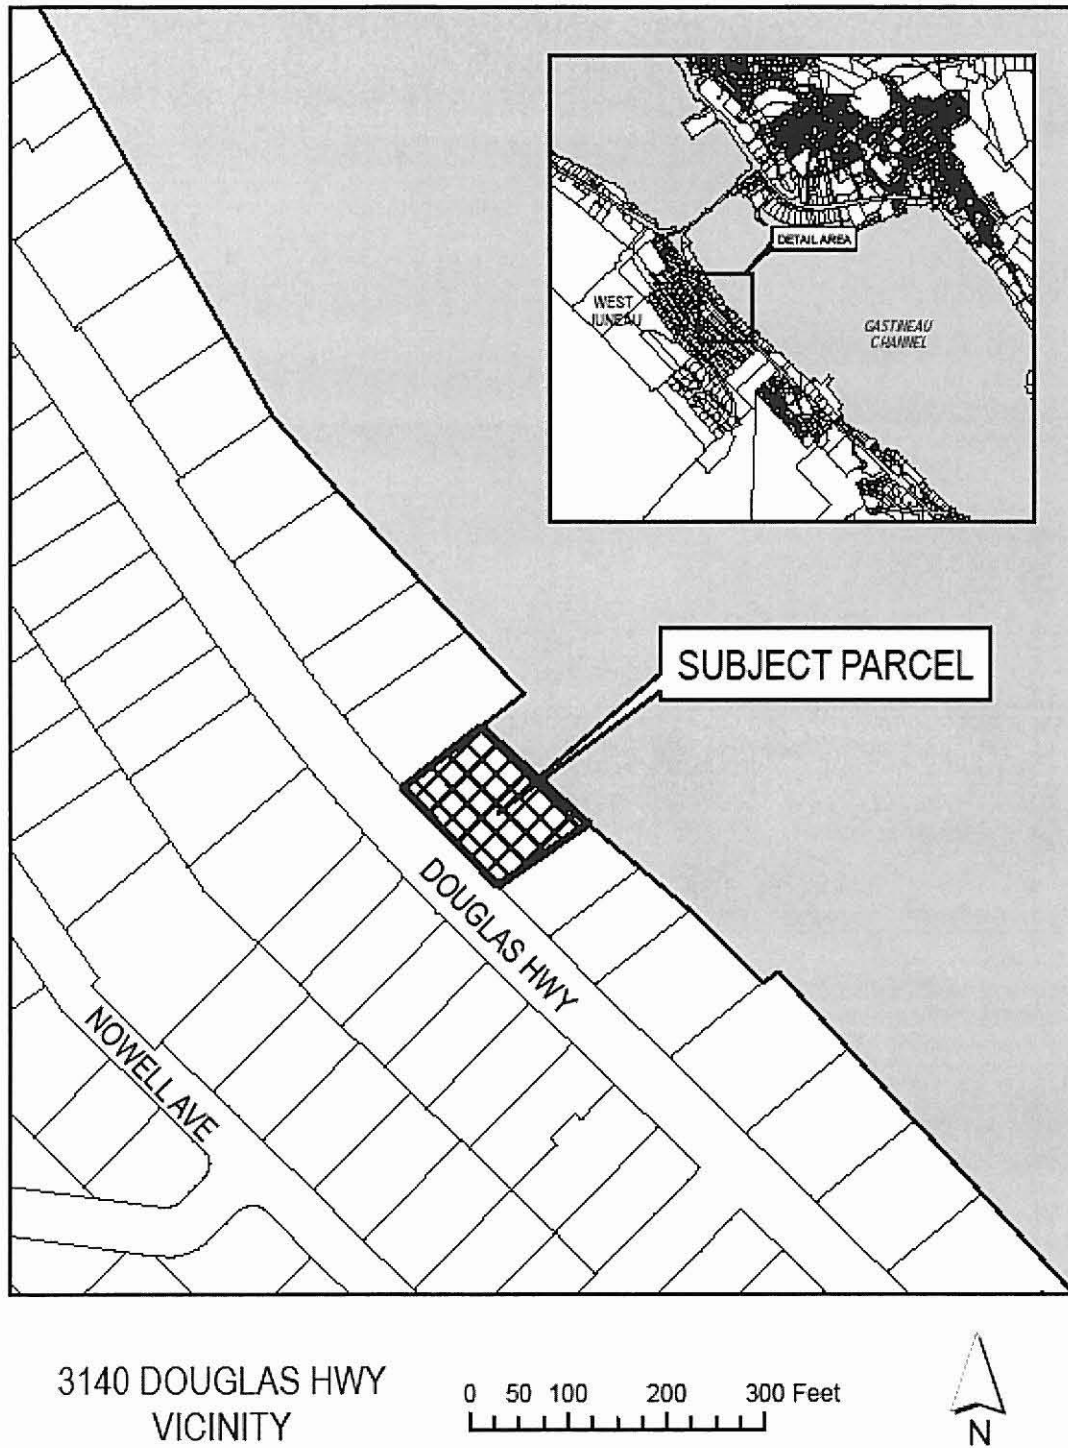 DETAIL AREA
WEST
JUNEAU
GASTINEAU
CHANNEL
SUBJECT PARCEL
DOUGLAS HWY
NOWELL AVE
3140 DOUGLAS HWY
VICINITY
0 50 100 200 300 Feet
N